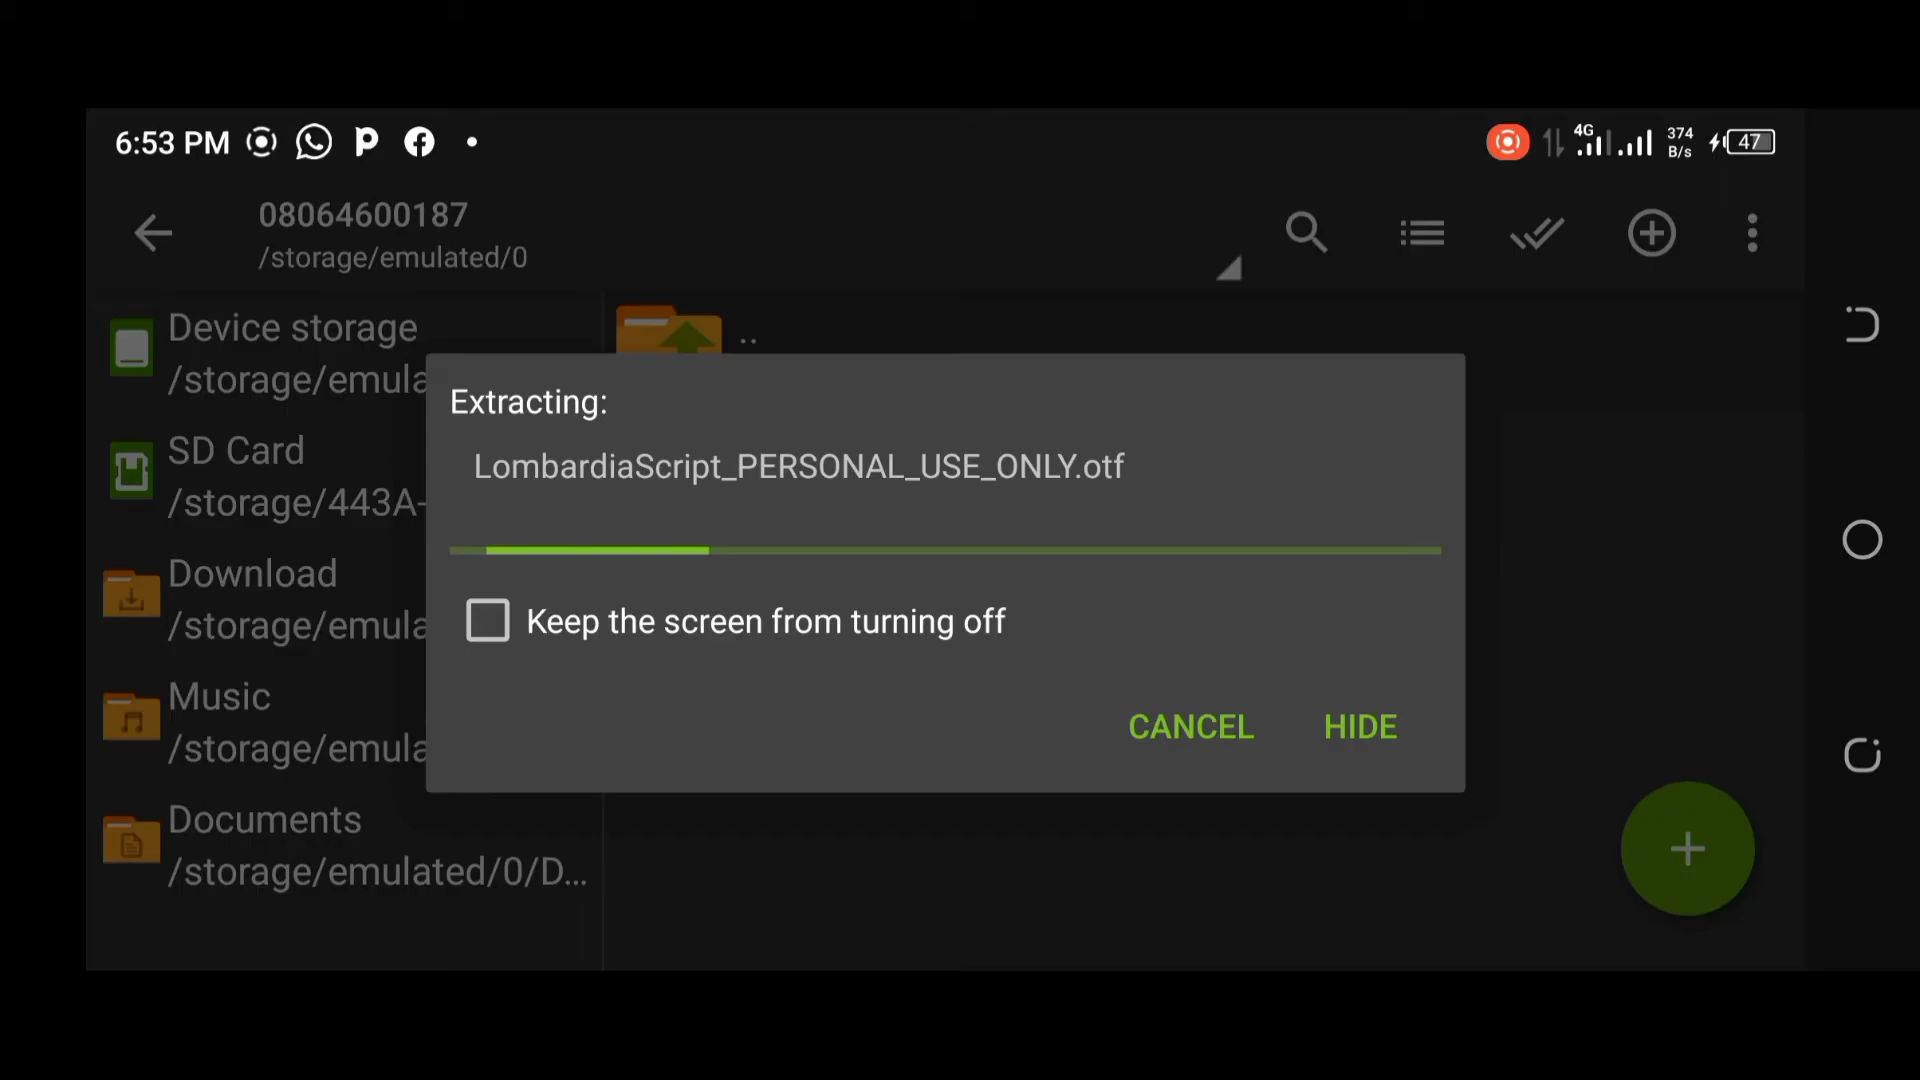 6:53 PM
4G
374
B/s
47
08064600187
/storage/emulated/0
Device storage
/storage/emula
SD Card
/storage/443A-
Download
/storage/emula
Music
/storage/emula
Documents
/storage/emulated/0/D...
..
Extracting:
LombardiaScript_PERSONAL_USE_ONLY.otf
Keep the screen from turning off
CANCEL
HIDE